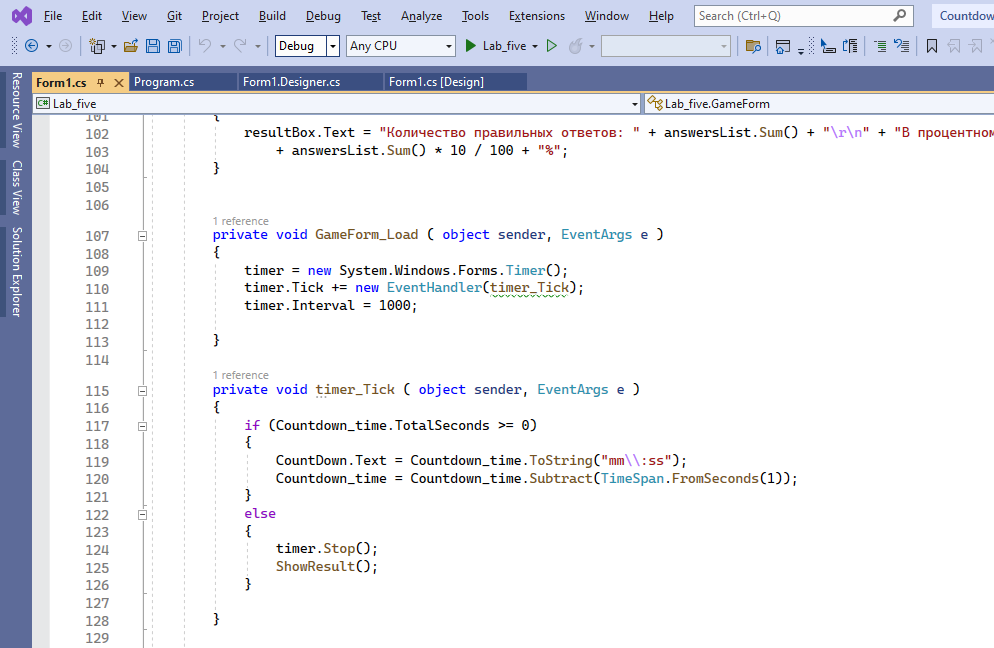 File Edit View Git Project Build Debug Test Analyze Tools Extensions Window Help Search (Ctrl+Q) Countdow
Debug Any CPU Lab_five
Form1.cs Program.cs Form1.Designer.cs Form1.cs [Design]
C# Lab_five Lab_five.GameForm
Resource View
Class View
Solution Explorer
101 {
102 resultBox.Text = "Количество правильных ответов: " + answersList.Sum() + "\r\n" + "В процентном
103 + answersList.Sum() * 10 / 100 + "%";
104 }
105
106
1 reference
107 private void GameForm_Load ( object sender, EventArgs e )
108 {
109 timer = new System.Windows.Forms.Timer();
110 timer.Tick += new EventHandler(timer_Tick);
111 timer.Interval = 1000;
112
113 }
114
1 reference
115 private void timer_Tick ( object sender, EventArgs e )
116 {
117 if (Countdown_time.TotalSeconds >= 0)
118 {
119 CountDown.Text = Countdown_time.ToString("mm\\:ss");
120 Countdown_time = Countdown_time.Subtract(TimeSpan.FromSeconds(1));
121 }
122 else
123 {
124 timer.Stop();
125 ShowResult();
126 }
127
128 }
129